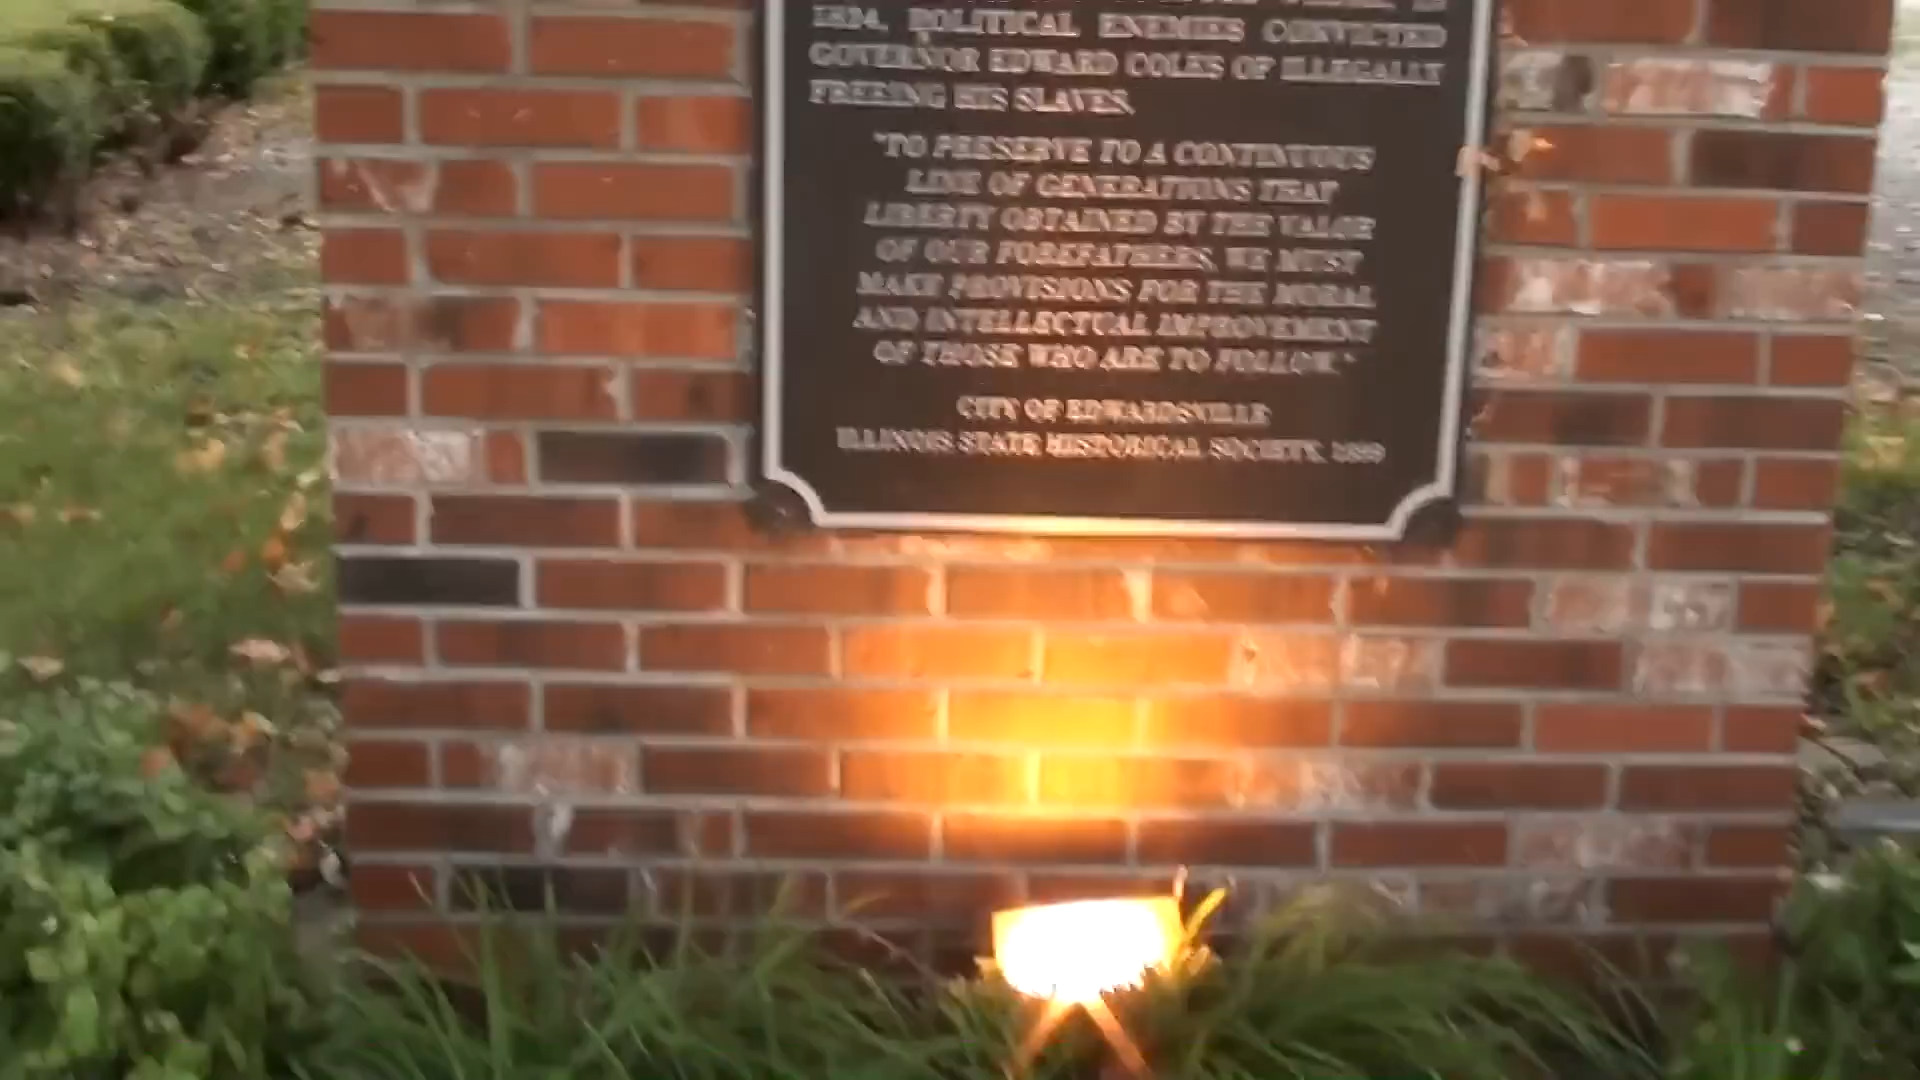 1824, POLITICAL ENEMIES CONVICTED
GOVERNOR EDWARD COLES OF ILLEGALLY
FREEING HIS SLAVES.
"TO PRESERVE TO A CONTINUOUS
LINE OF GENERATIONS THAT
LIBERTY OBTAINED BY THE VALOR
OF OUR FOREFATHERS, WE MUST
MAKE PROVISIONS FOR THE MORAL
AND INTELLECTUAL IMPROVEMENT
OF THOSE WHO ARE TO FOLLOW."
CITY OF EDWARDSVILLE
ILLINOIS STATE HISTORICAL SOCIETY,